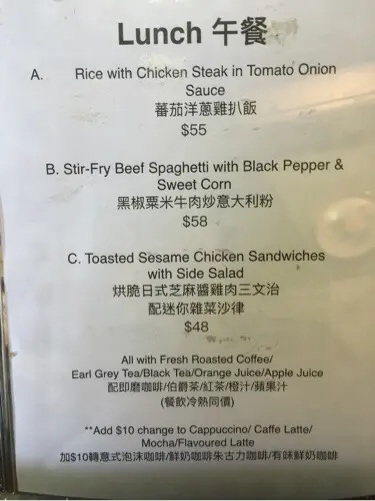 Lunch 午餐
A. Rice with Chicken Steak in Tomato Onion
Sauce
蕃茄洋蔥雞扒飯
$55
B. Stir-Fry Beef Spaghetti with Black Pepper &
Sweet Corn
黑椒粟米牛肉炒意大利粉
$58
C. Toasted Sesame Chicken Sandwiches
with Side Salad
烘脆日式芝麻醬雞肉三文治
配迷你雜菜沙律
$48
All with Fresh Roasted Coffee/
Earl Grey Tea/Black Tea/Orange Juice/Apple Juice
配即磨咖啡/伯爵茶/紅茶/橙汁/蘋果汁
(餐飲冷熱同價)
**Add $10 change to Cappuccino/ Caffe Latte/
Mocha/Flavoured Latte
加$10轉意式泡沫咖啡/鮮奶咖啡朱古力咖啡/有味鮮奶咖啡